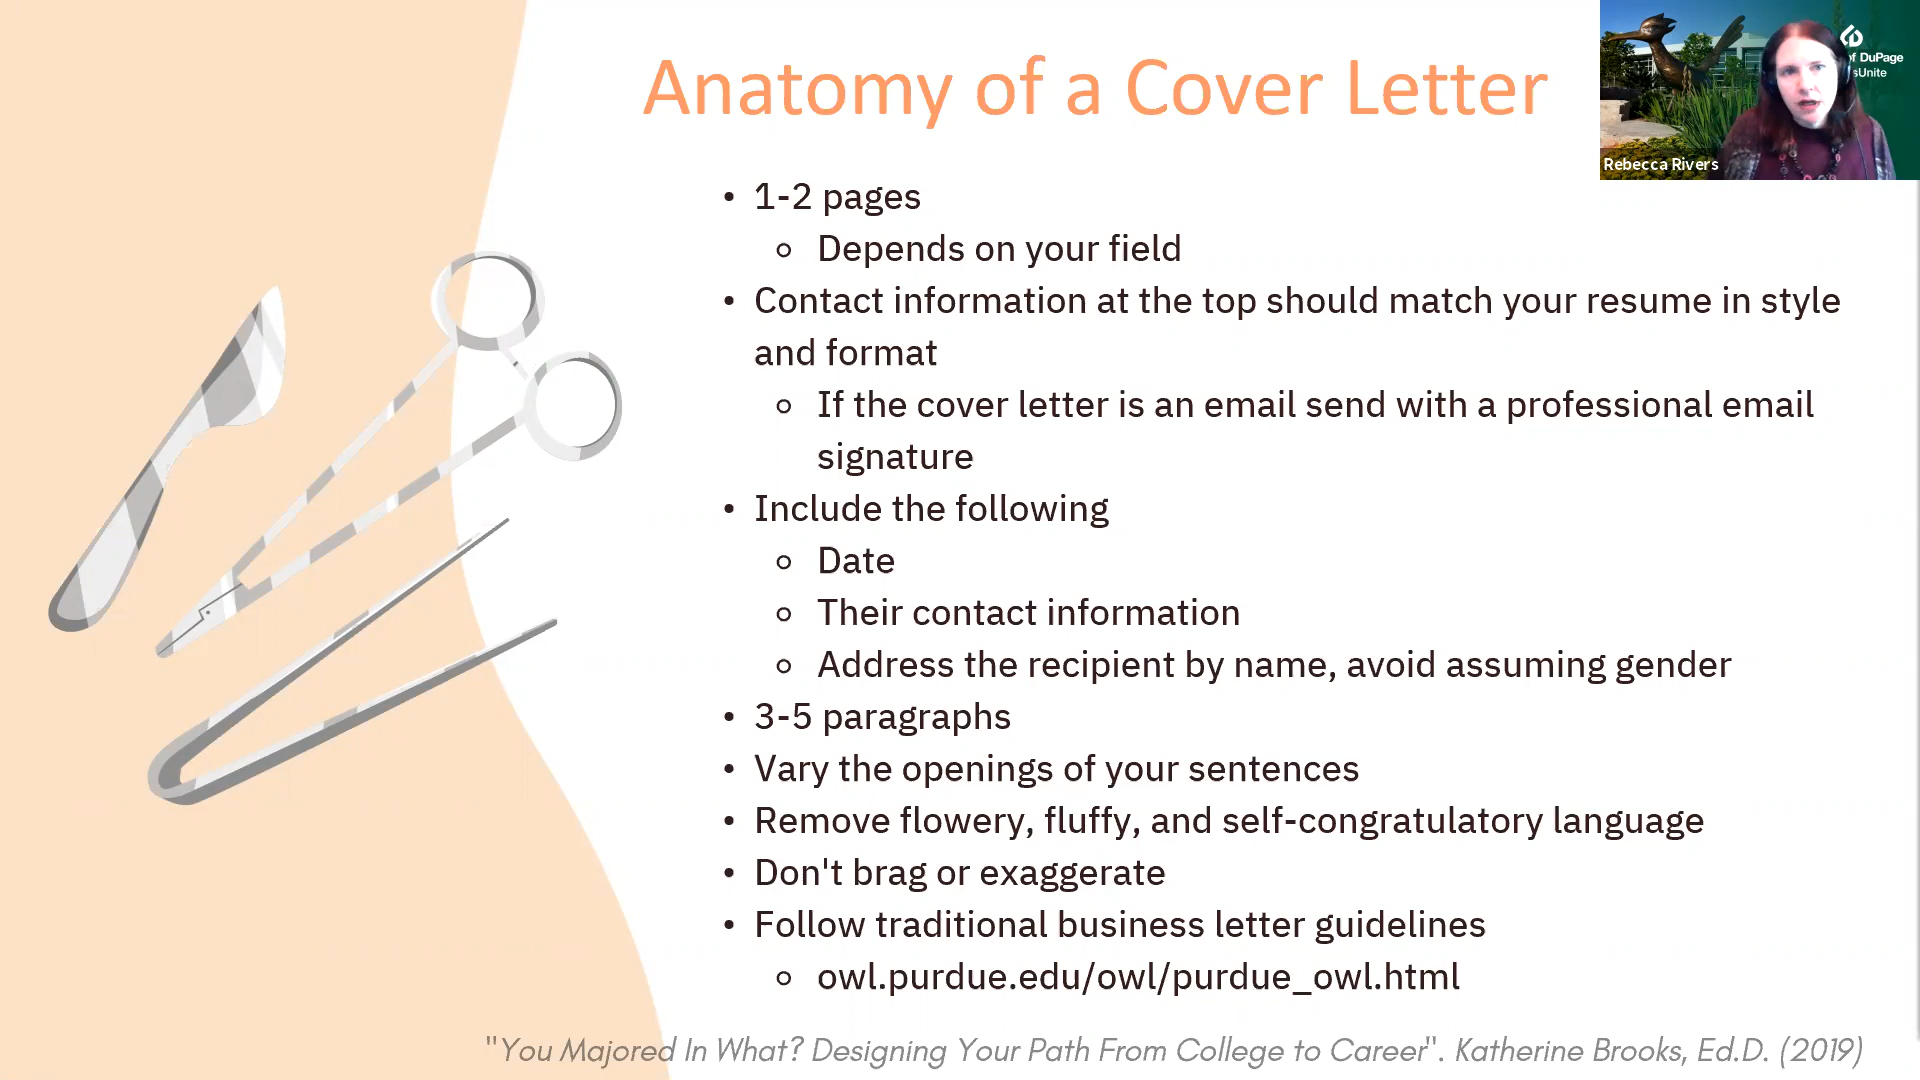 Anatomy of a Cover Letter
of DuPage
sUnite
Rebecca Rivers
• 1-2 pages
○ Depends on your field
• Contact information at the top should match your resume in style
and format
○ If the cover letter is an email send with a professional email
signature
• Include the following
○ Date
○ Their contact information
○ Address the recipient by name, avoid assuming gender
• 3-5 paragraphs
• Vary the openings of your sentences
• Remove flowery, fluffy, and self-congratulatory language
• Don't brag or exaggerate
• Follow traditional business letter guidelines
○ owl.purdue.edu/owl/purdue_owl.html
"You Majored In What? Designing Your Path From College to Career". Katherine Brooks, Ed.D. (2019)